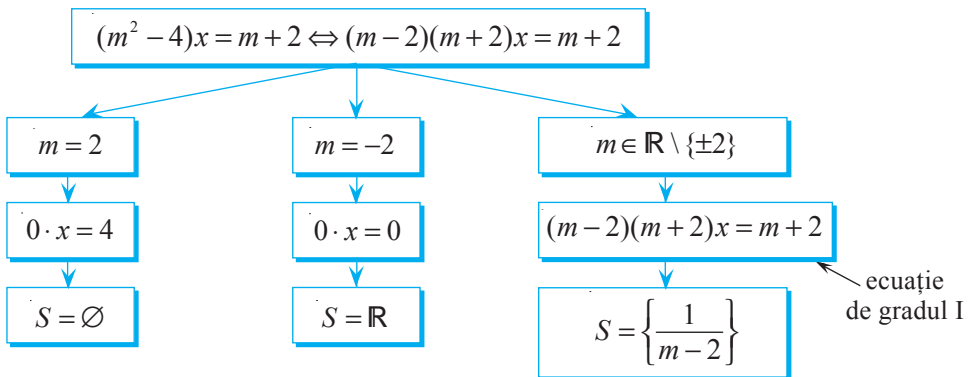 (m² − 4)x = m + 2 ⇔ (m − 2)(m + 2)x = m + 2
m = 2
m = −2
m ∈ ℝ \ {±2}
0 · x = 4
0 · x = 0
(m − 2)(m + 2)x = m + 2
ecuație
de gradul I
S = ∅
S = ℝ
S = {1/(m − 2)}